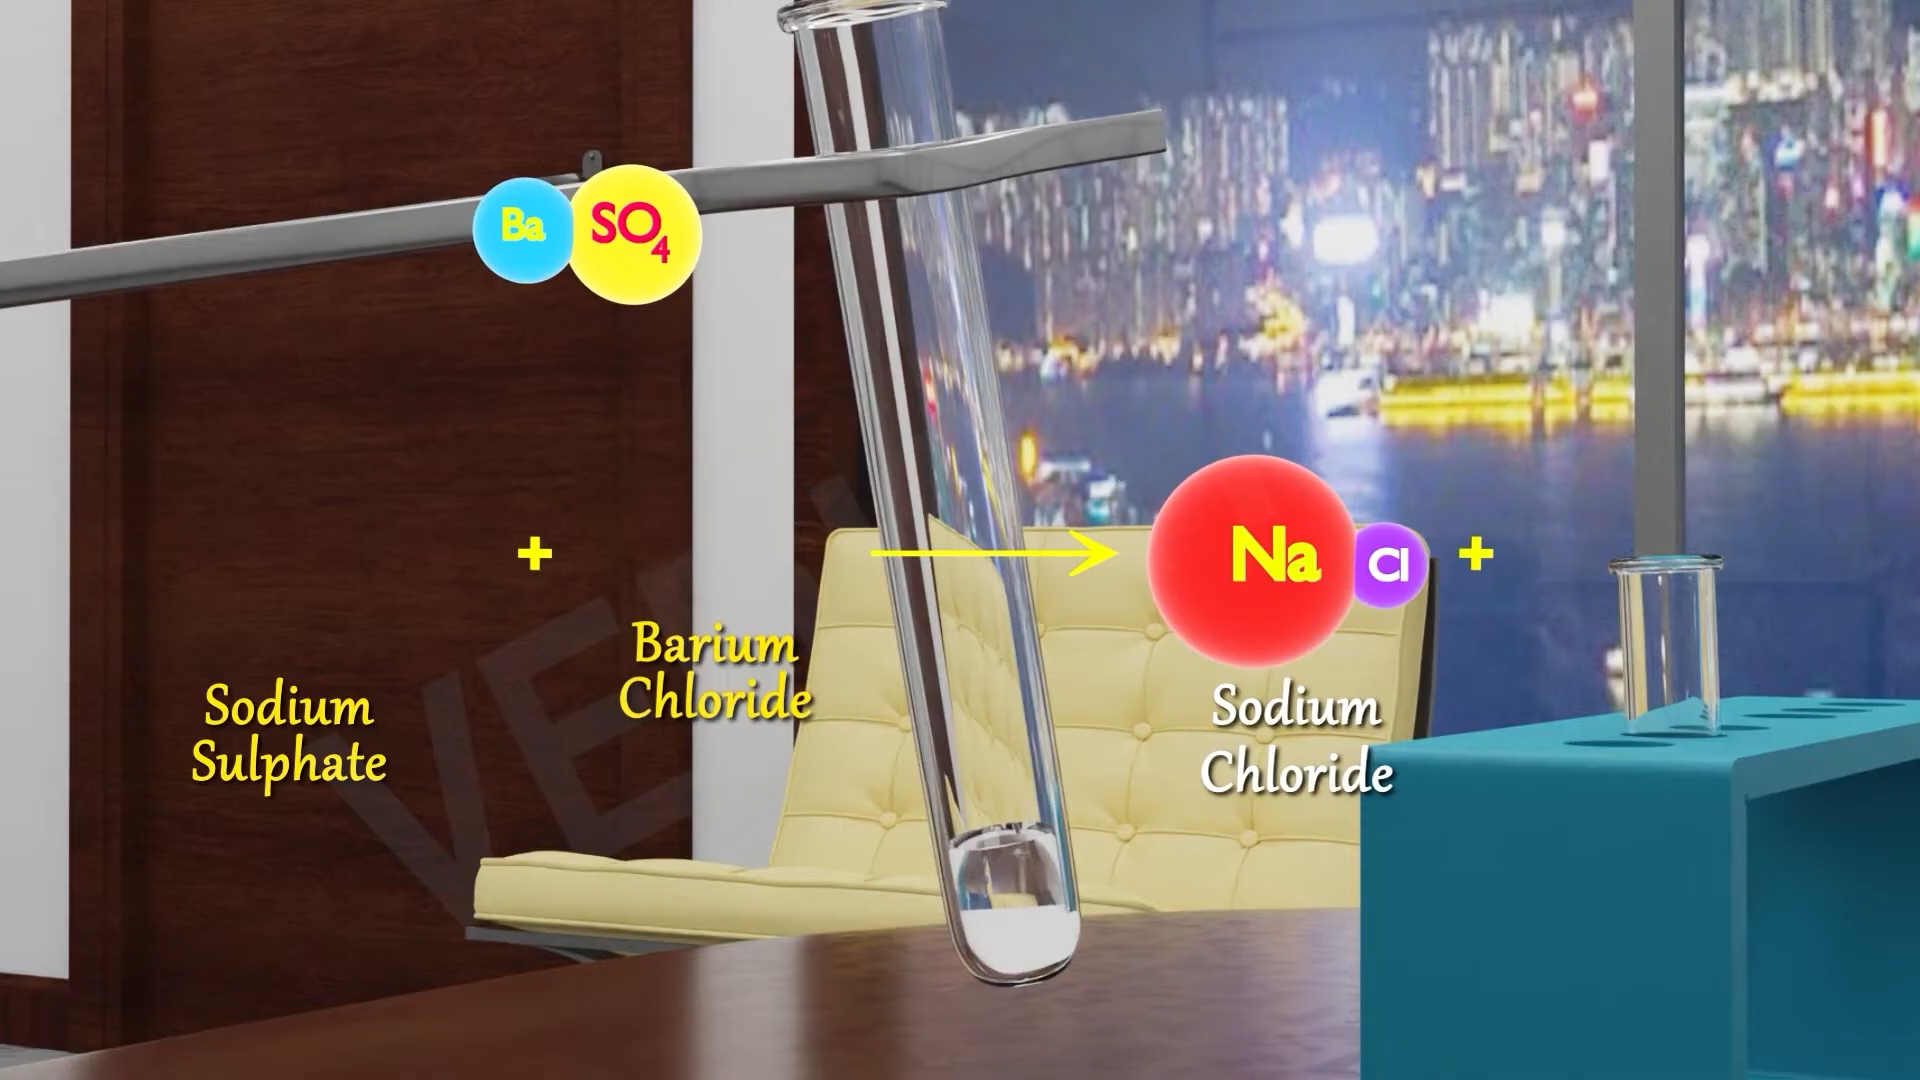 Ba SO4
+
Na Cl +
Barium
Chloride
Sodium
Sulphate
Sodium
Chloride